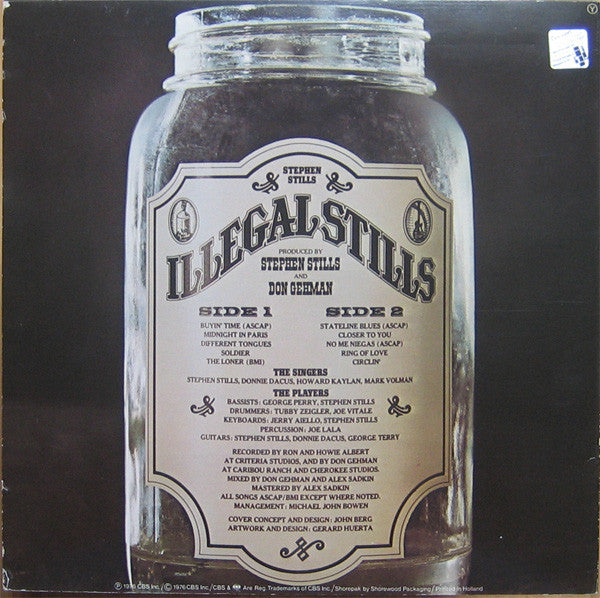 Y
STEPHEN
STILLS
ILLEGAL STILLS
PRODUCED BY
STEPHEN STILLS
AND
DON GEHMAN
SIDE 1
BUYIN' TIME (ASCAP)
MIDNIGHT IN PARIS
DIFFERENT TONGUES
SOLDIER
THE LONER (BMI)
SIDE 2
STATELINE BLUES (ASCAP)
CLOSER TO YOU
NO ME NIEGAS (ASCAP)
RING OF LOVE
CIRCLIN'
THE SINGERS
STEPHEN STILLS, DONNIE DACUS, HOWARD KAYLAN, MARK VOLMAN
THE PLAYERS
BASSISTS: GEORGE PERRY, STEPHEN STILLS
DRUMMERS: TUBBY ZEIGLER, JOE VITALE
KEYBOARDS: JERRY AIELLO, STEPHEN STILLS
PERCUSSION: JOE LALA
GUITARS: STEPHEN STILLS, DONNIE DACUS, GEORGE TERRY
RECORDED BY RON AND HOWIE ALBERT
AT CRITERIA STUDIOS, AND BY DON GEHMAN
AT CARIBOU RANCH AND CHEROKEE STUDIOS.
MIXED BY DON GEHMAN AND ALEX SADKIN
MASTERED BY ALEX SADKIN
ALL SONGS ASCAP/BMI EXCEPT WHERE NOTED.
MANAGEMENT: MICHAEL JOHN BOWEN
COVER CONCEPT AND DESIGN: JOHN BERG
ARTWORK AND DESIGN: GERARD HUERTA
℗ 1976 CBS Inc./© 1976 CBS Inc./CBS & Are Reg. Trademarks of CBS Inc./Shorepak by Shorewood Packaging/Printed in Holland